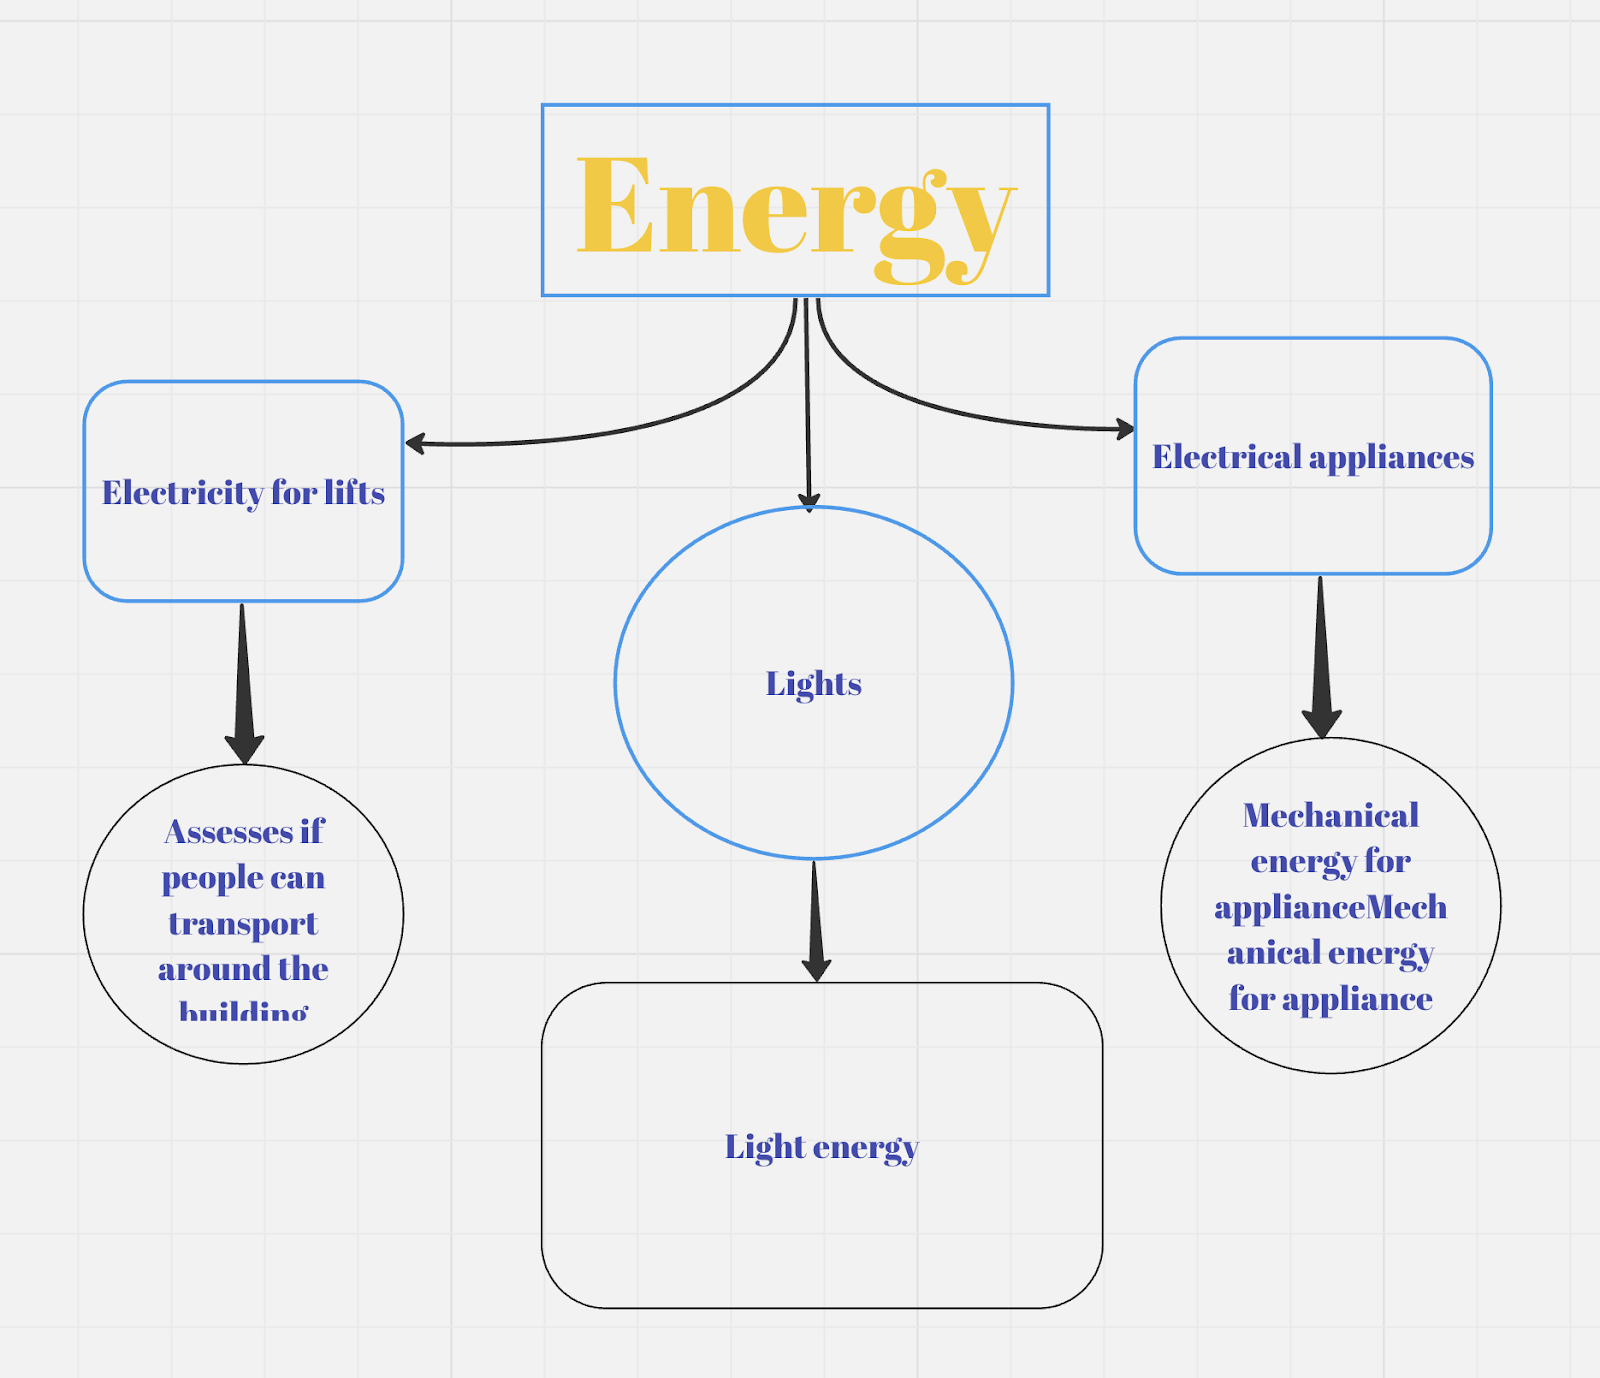 Energy
Electrical appliances
Electricity for lifts
Lights
Assesses if
people can
transport
around the
building
Mechanical
energy for
applianceMech
anical energy
for appliance
Light energy